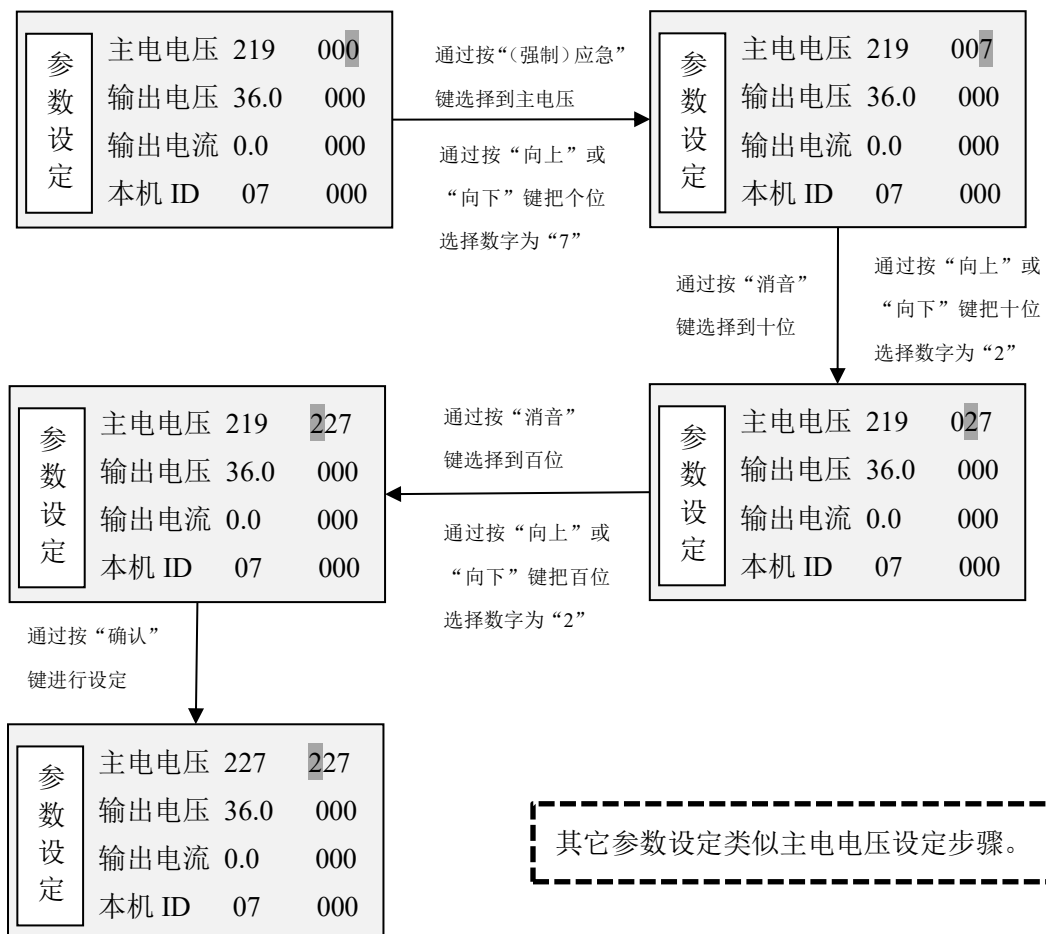 参数设定
主电电压 219 000
输出电压 36.0 000
输出电流 0.0 000
本机 ID 07 000
通过按“(强制）应急”
键选择到主电压
通过按“向上”或
“向下”键把个位
选择数字为“7”
参数设定
主电电压 219 007
输出电压 36.0 000
输出电流 0.0 000
本机 ID 07 000
通过按“消音”
键选择到十位
通过按“向上”或
“向下”键把十位
选择数字为“2”
参数设定
主电电压 219 027
输出电压 36.0 000
输出电流 0.0 000
本机 ID 07 000
通过按“消音”
键选择到百位
通过按“向上”或
“向下”键把百位
选择数字为“2”
参数设定
主电电压 219 227
输出电压 36.0 000
输出电流 0.0 000
本机 ID 07 000
通过按“确认”
键进行设定
参数设定
主电电压 227 227
输出电压 36.0 000
输出电流 0.0 000
本机 ID 07 000
其它参数设定类似主电电压设定步骤。